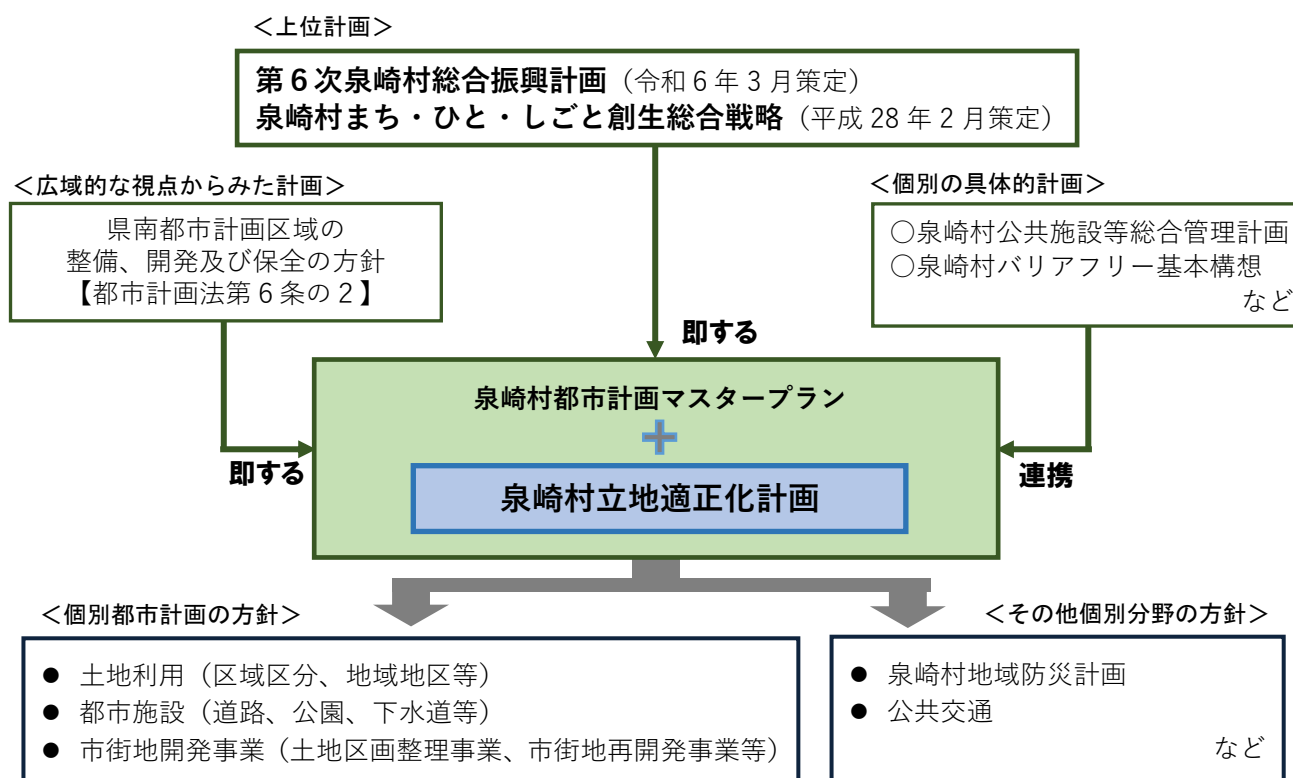 ＜上位計画＞
第６次泉崎村総合振興計画（令和６年３月策定）
泉崎村まち・ひと・しごと創生総合戦略（平成 28 年２月策定）
＜広域的な視点からみた計画＞
県南都市計画区域の
整備、開発及び保全の方針
【都市計画法第６条の２】
＜個別の具体的計画＞
○泉崎村公共施設等総合管理計画
○泉崎村バリアフリー基本構想
など
即する
即する
連携
泉崎村都市計画マスタープラン
泉崎村立地適正化計画
＜個別都市計画の方針＞
● 土地利用（区域区分、地域地区等）
● 都市施設（道路、公園、下水道等）
● 市街地開発事業（土地区画整理事業、市街地再開発事業等）
＜その他個別分野の方針＞
● 泉崎村地域防災計画
● 公共交通
など